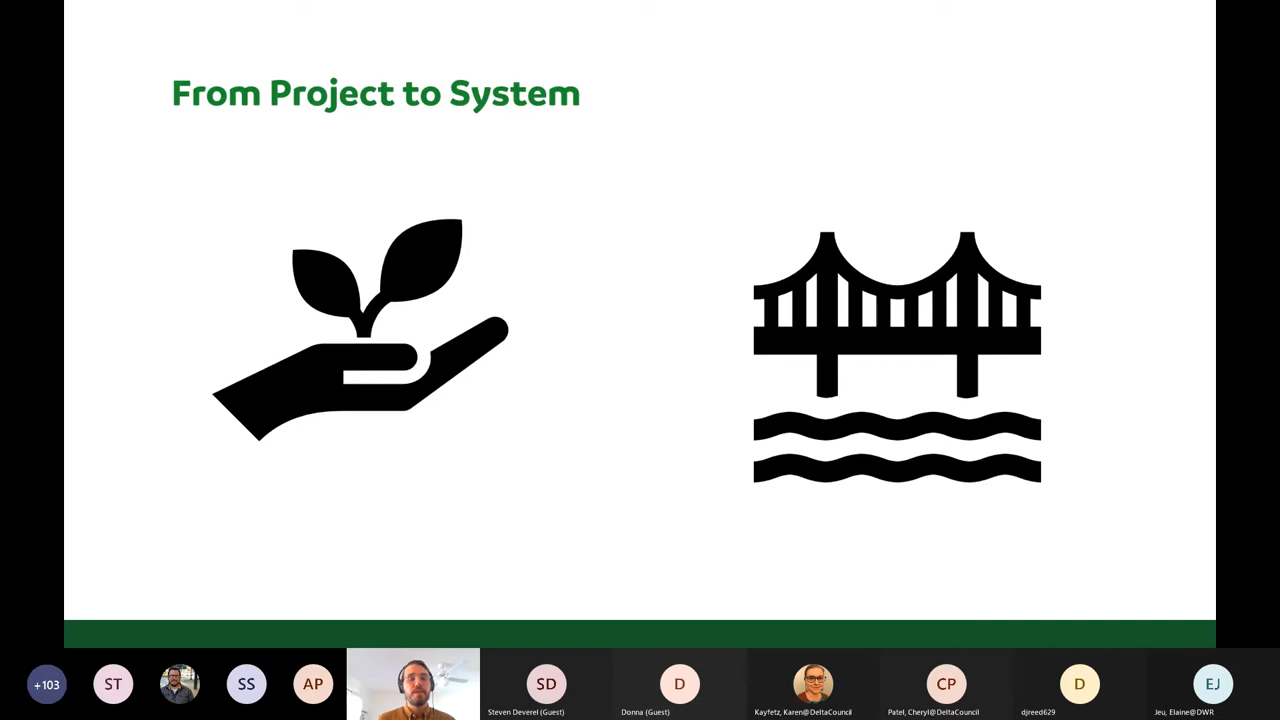 From Project to System
+103
ST
SS
AP
SD
Steven Deverel (Guest)
D
Donna (Guest)
Kayfetz, Karen@DeltaCouncil
CP
Patel, Cheryl@DeltaCouncil
D
djreed629
EJ
Jeu, Elaine@DWR